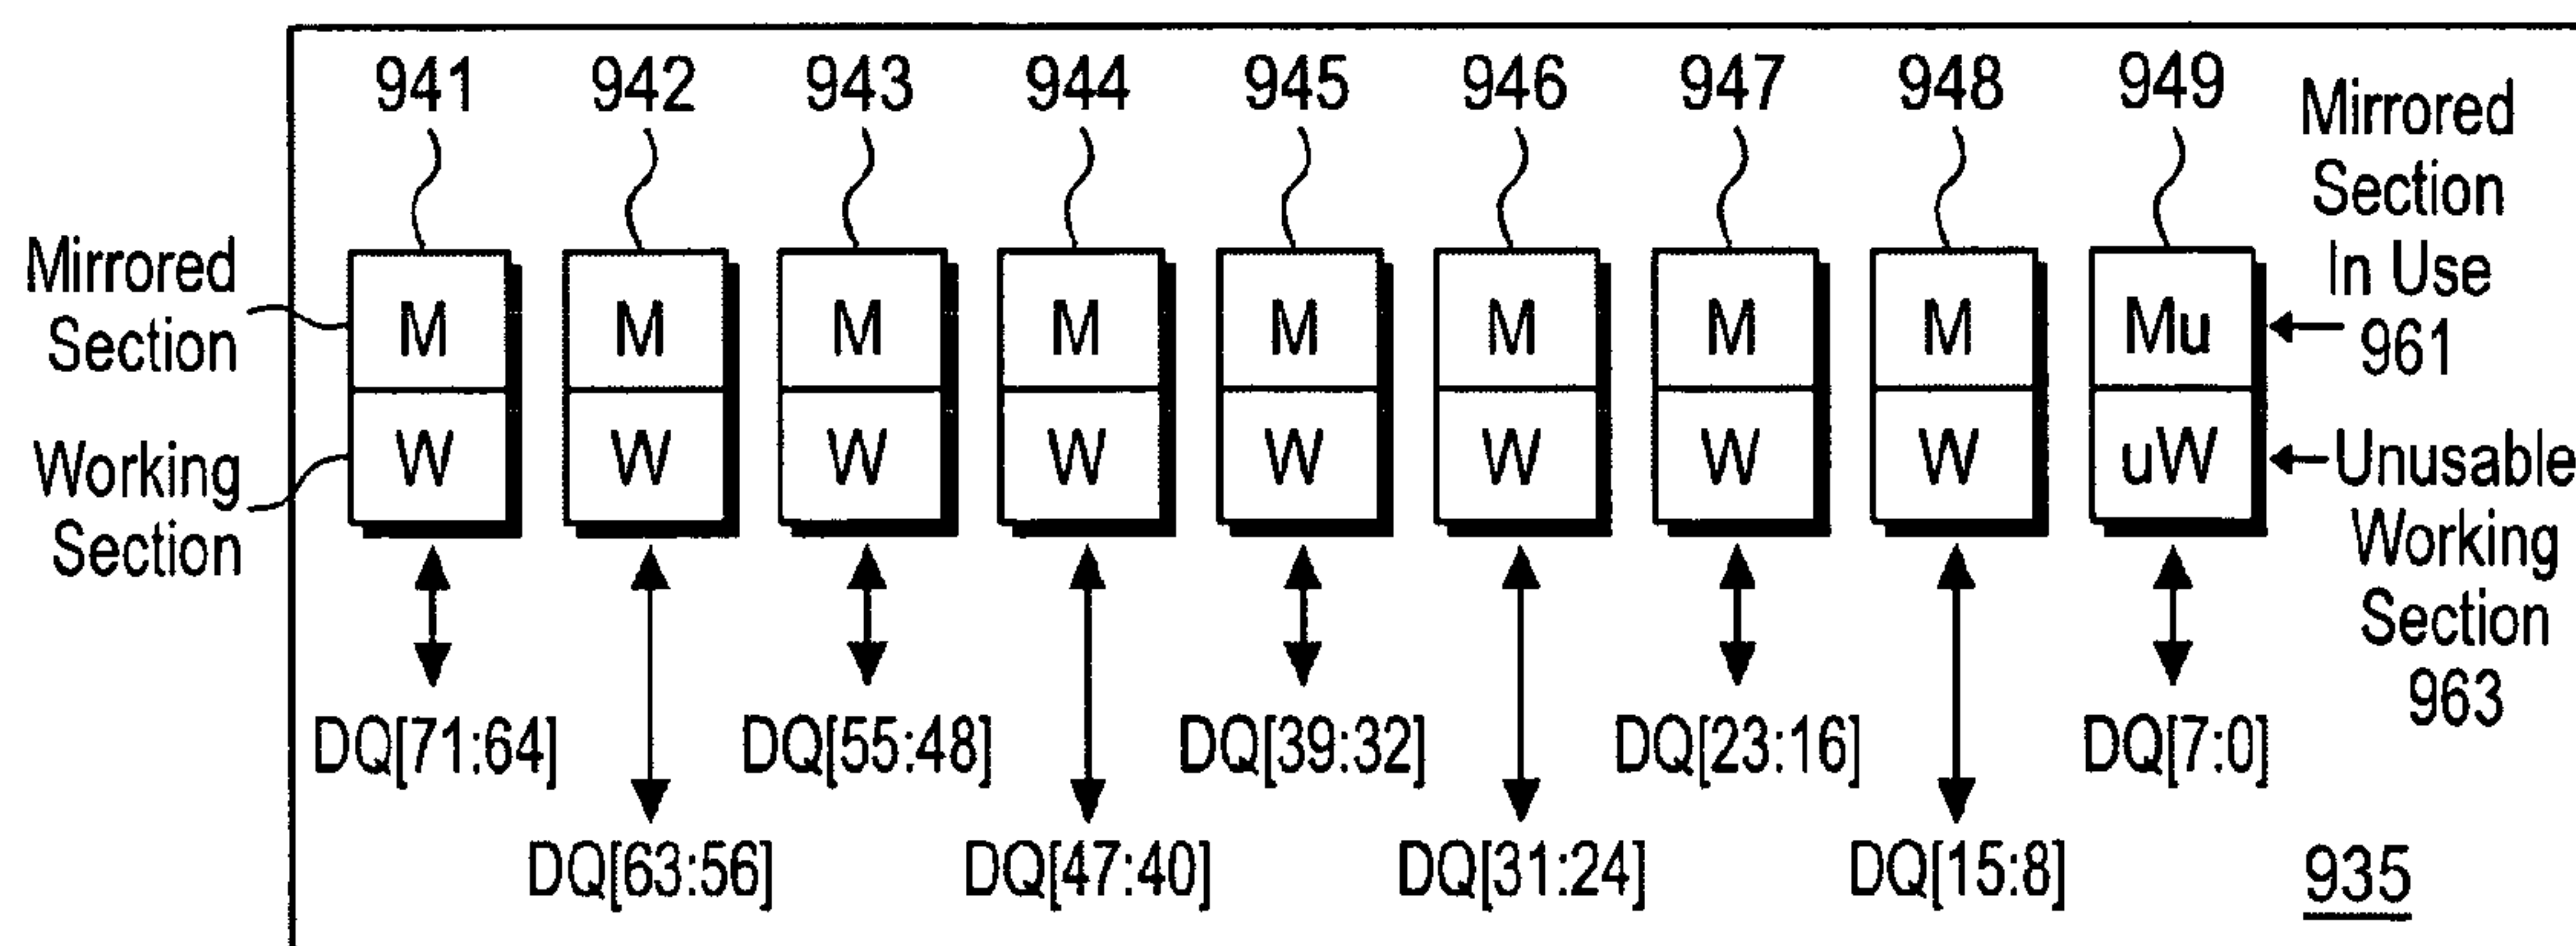 941 942 943 944 945 946 947 948 949
Mirrored
Section
In Use
961
Mirrored
Section
M M M M M M M M Mu
Working
Section
W W W W W W W W uW
Unusable
Working
Section
963
DQ[71:64] DQ[55:48] DQ[39:32] DQ[23:16] DQ[7:0]
DQ[63:56] DQ[47:40] DQ[31:24] DQ[15:8]
935